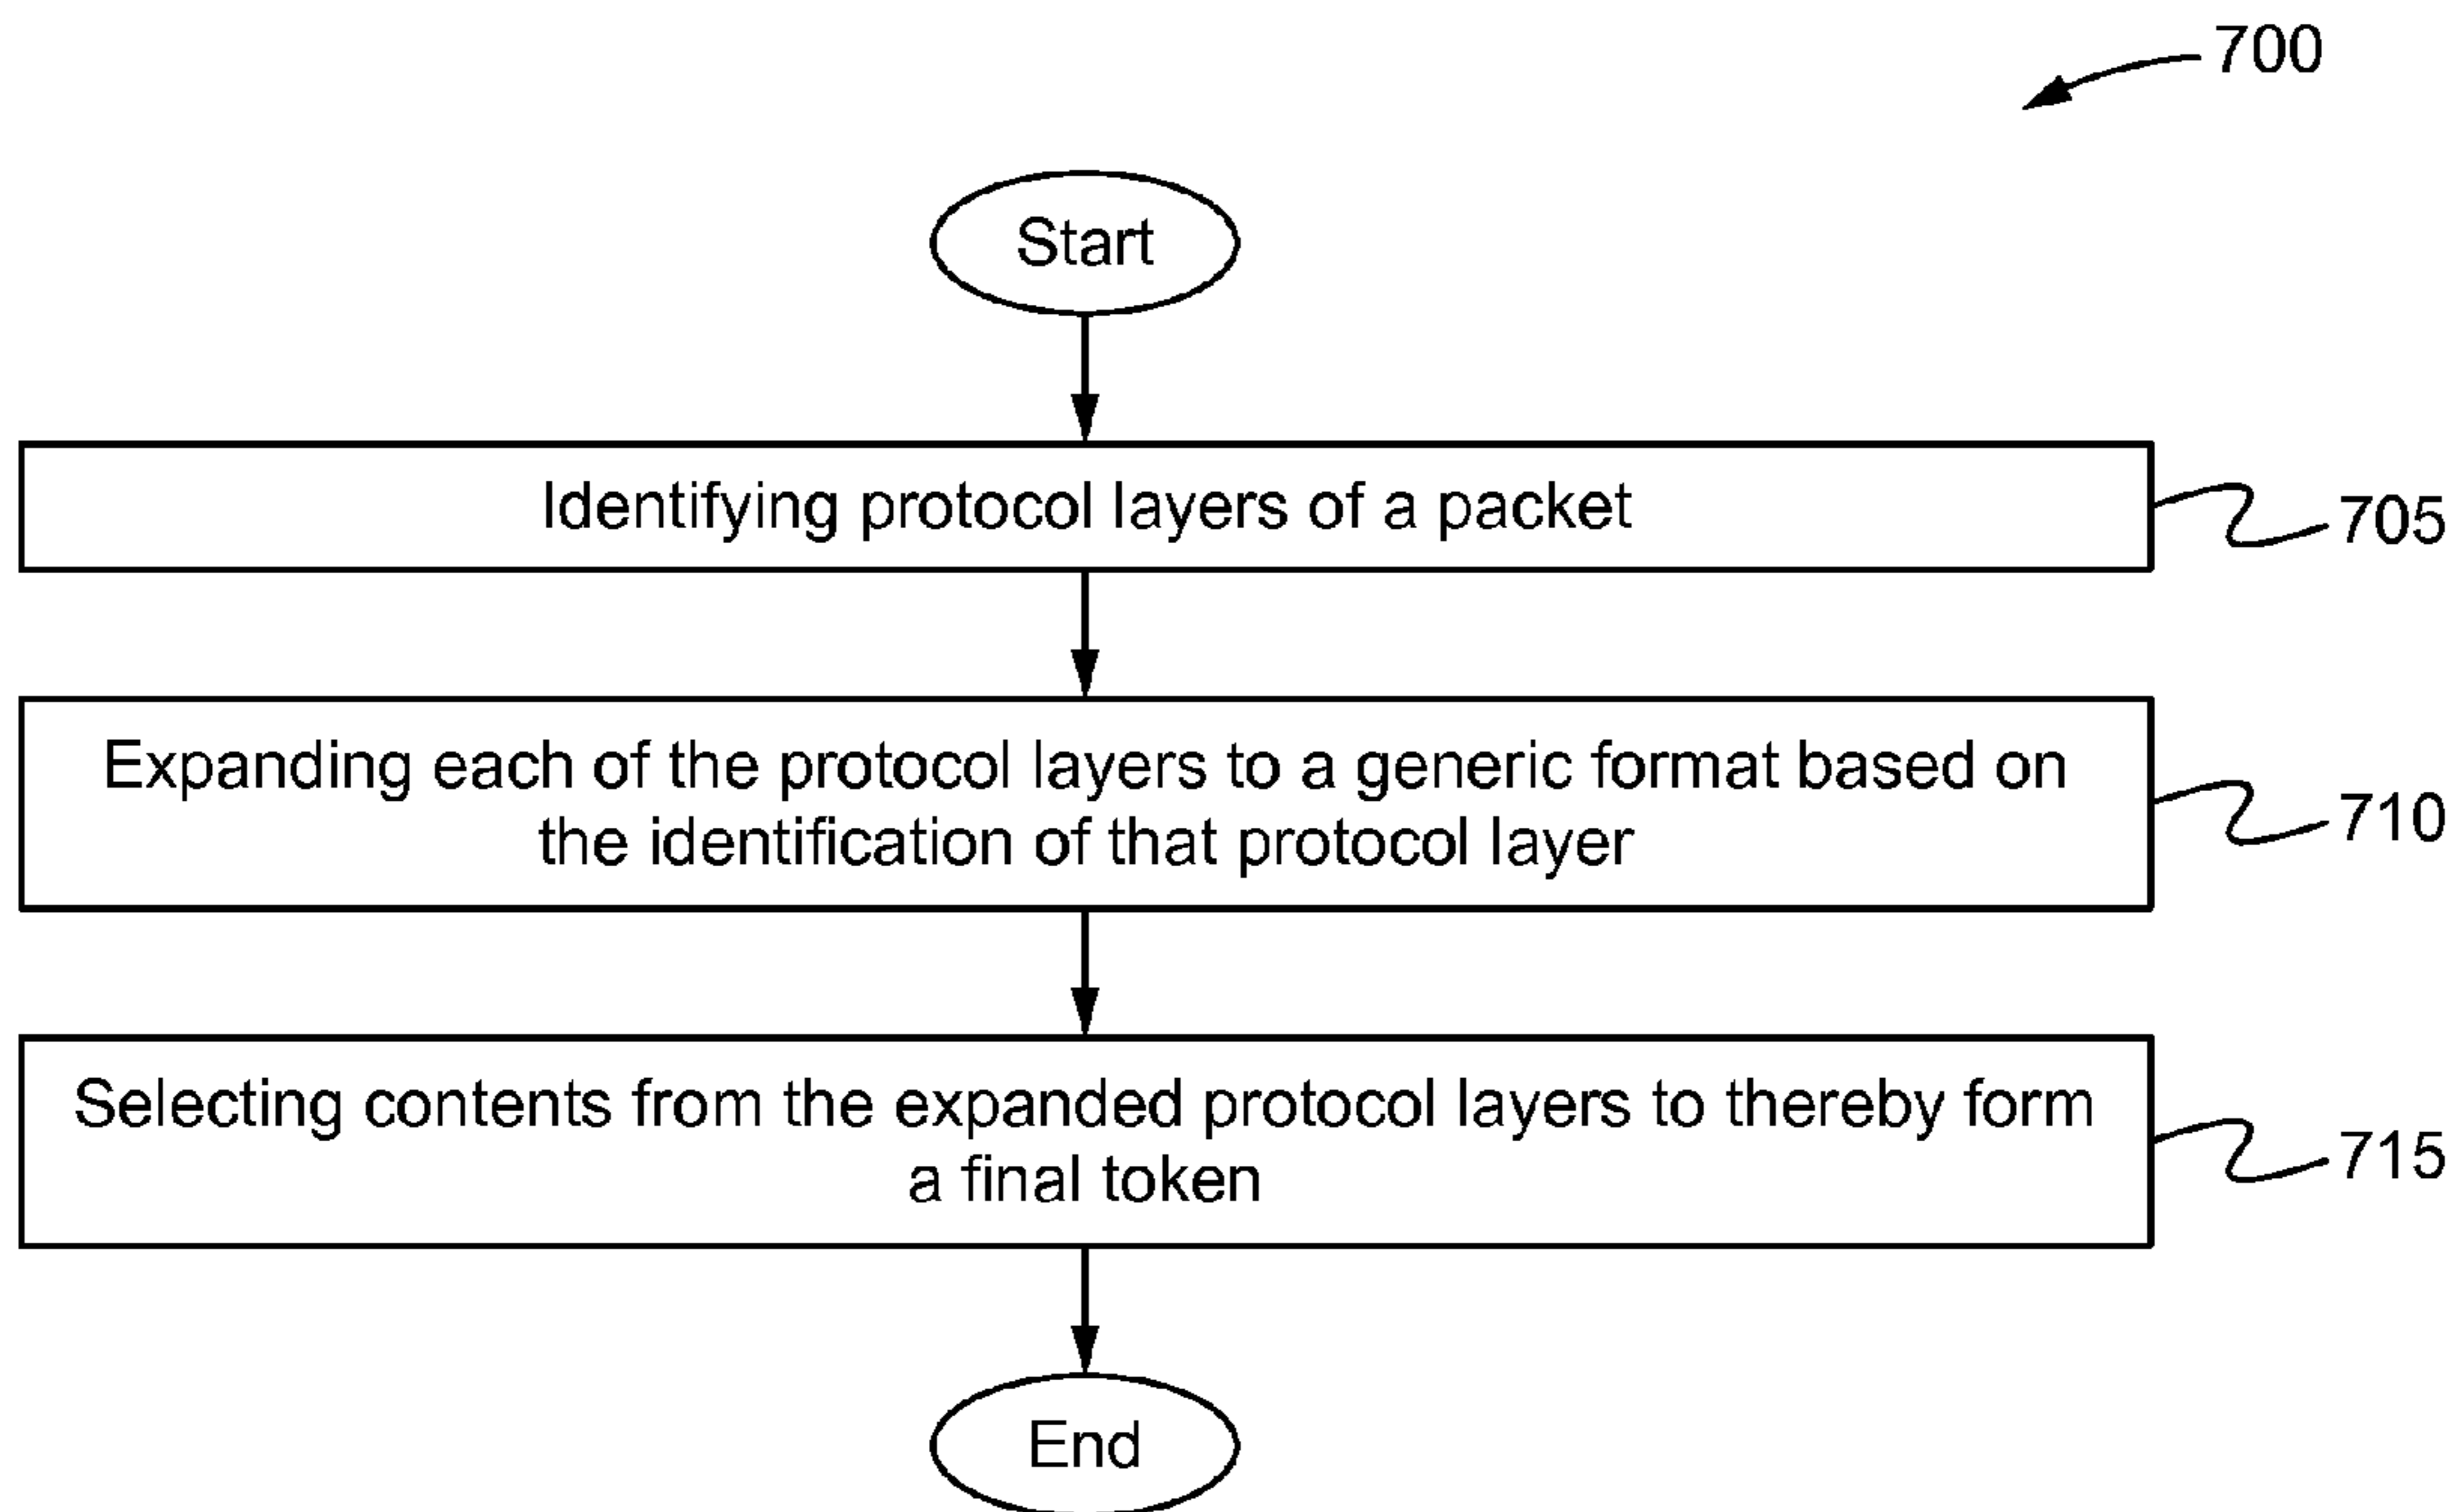 700
Start
Identifying protocol layers of a packet
705
Expanding each of the protocol layers to a generic format based on
the identification of that protocol layer
710
Selecting contents from the expanded protocol layers to thereby form
a final token
715
End